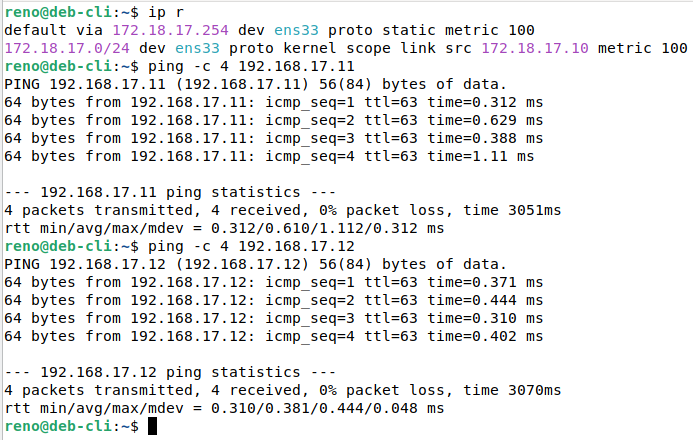 reno@deb-cli:~$ ip r
default via 172.18.17.254 dev ens33 proto static metric 100
172.18.17.0/24 dev ens33 proto kernel scope link src 172.18.17.10 metric 100
reno@deb-cli:~$ ping -c 4 192.168.17.11
PING 192.168.17.11 (192.168.17.11) 56(84) bytes of data.
64 bytes from 192.168.17.11: icmp_seq=1 ttl=63 time=0.312 ms
64 bytes from 192.168.17.11: icmp_seq=2 ttl=63 time=0.629 ms
64 bytes from 192.168.17.11: icmp_seq=3 ttl=63 time=0.388 ms
64 bytes from 192.168.17.11: icmp_seq=4 ttl=63 time=1.11 ms

--- 192.168.17.11 ping statistics ---
4 packets transmitted, 4 received, 0% packet loss, time 3051ms
rtt min/avg/max/mdev = 0.312/0.610/1.112/0.312 ms
reno@deb-cli:~$ ping -c 4 192.168.17.12
PING 192.168.17.12 (192.168.17.12) 56(84) bytes of data.
64 bytes from 192.168.17.12: icmp_seq=1 ttl=63 time=0.371 ms
64 bytes from 192.168.17.12: icmp_seq=2 ttl=63 time=0.444 ms
64 bytes from 192.168.17.12: icmp_seq=3 ttl=63 time=0.310 ms
64 bytes from 192.168.17.12: icmp_seq=4 ttl=63 time=0.402 ms

--- 192.168.17.12 ping statistics ---
4 packets transmitted, 4 received, 0% packet loss, time 3070ms
rtt min/avg/max/mdev = 0.310/0.381/0.444/0.048 ms
reno@deb-cli:~$